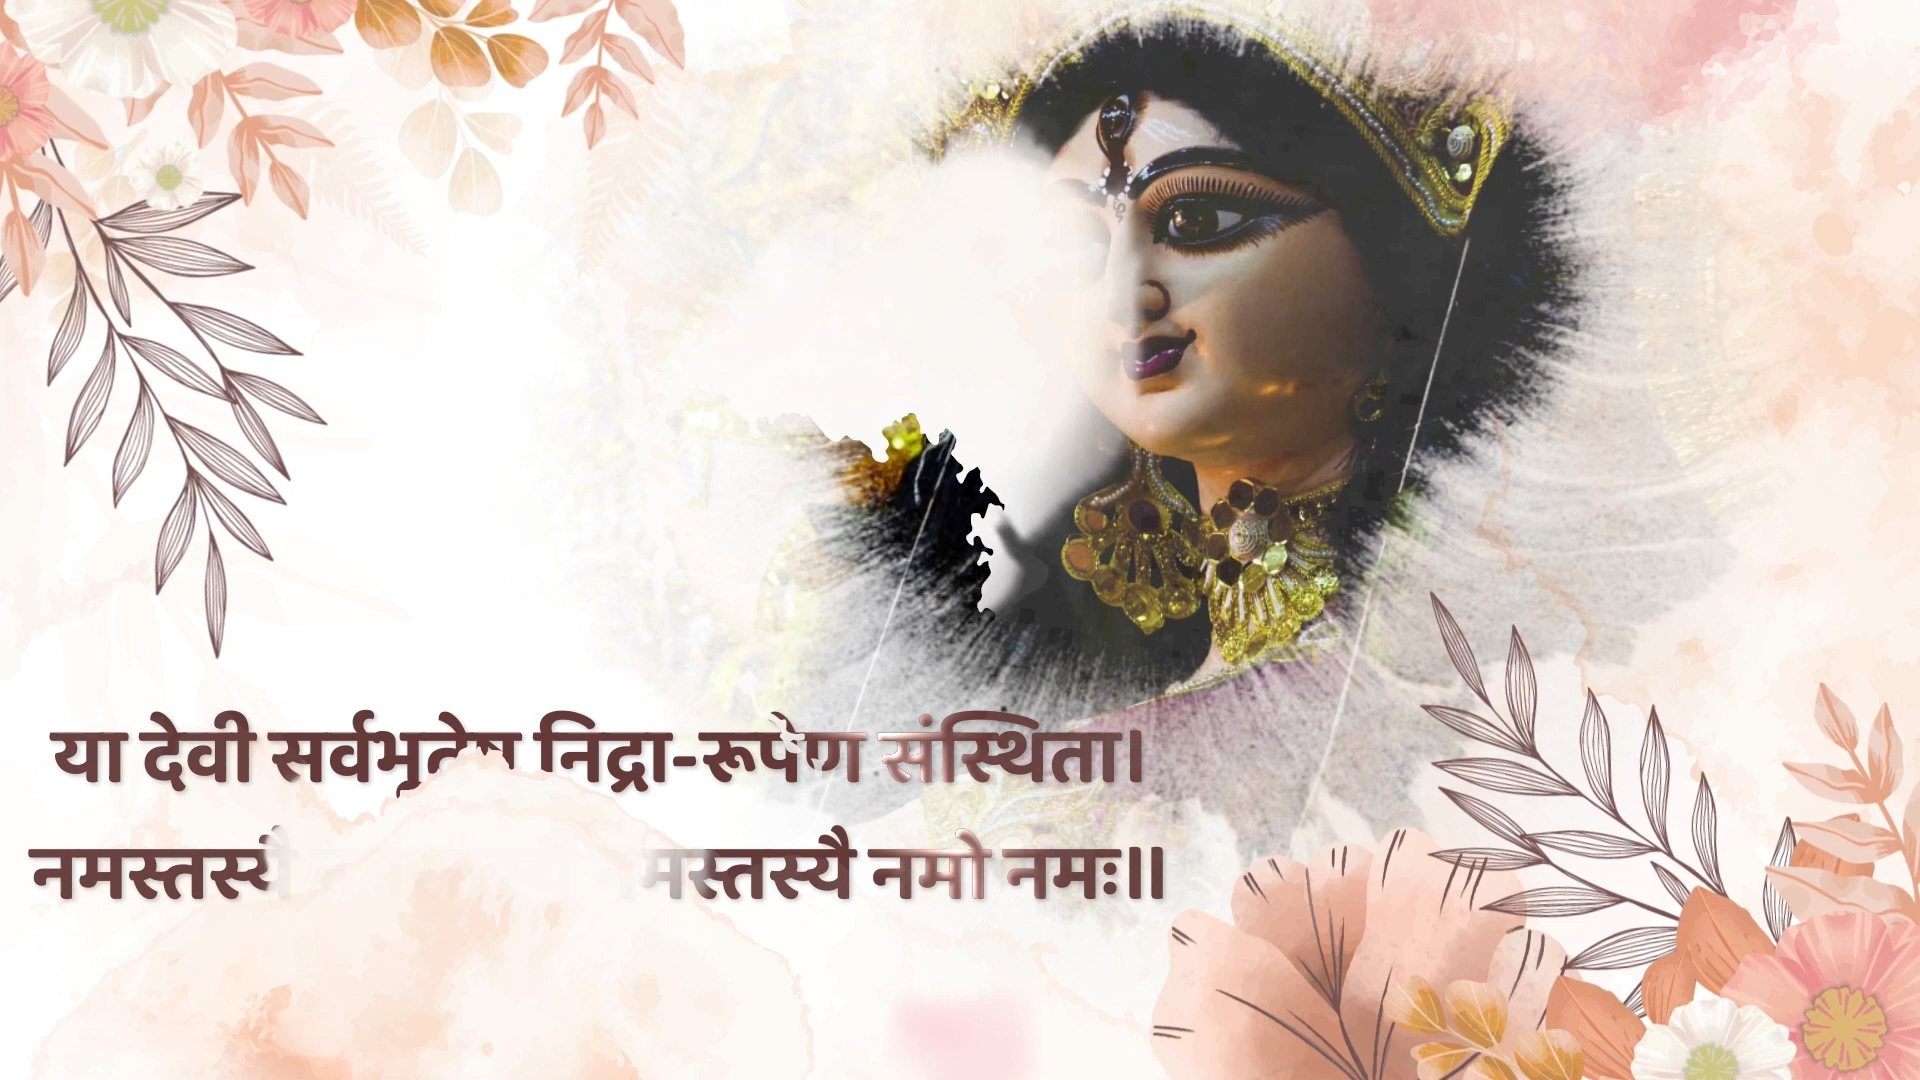 या देवी सर्वभूतेषु निद्रा-रूपेण संस्थिता।
नमस्तस्यै मस्तस्यै नमो नमः॥